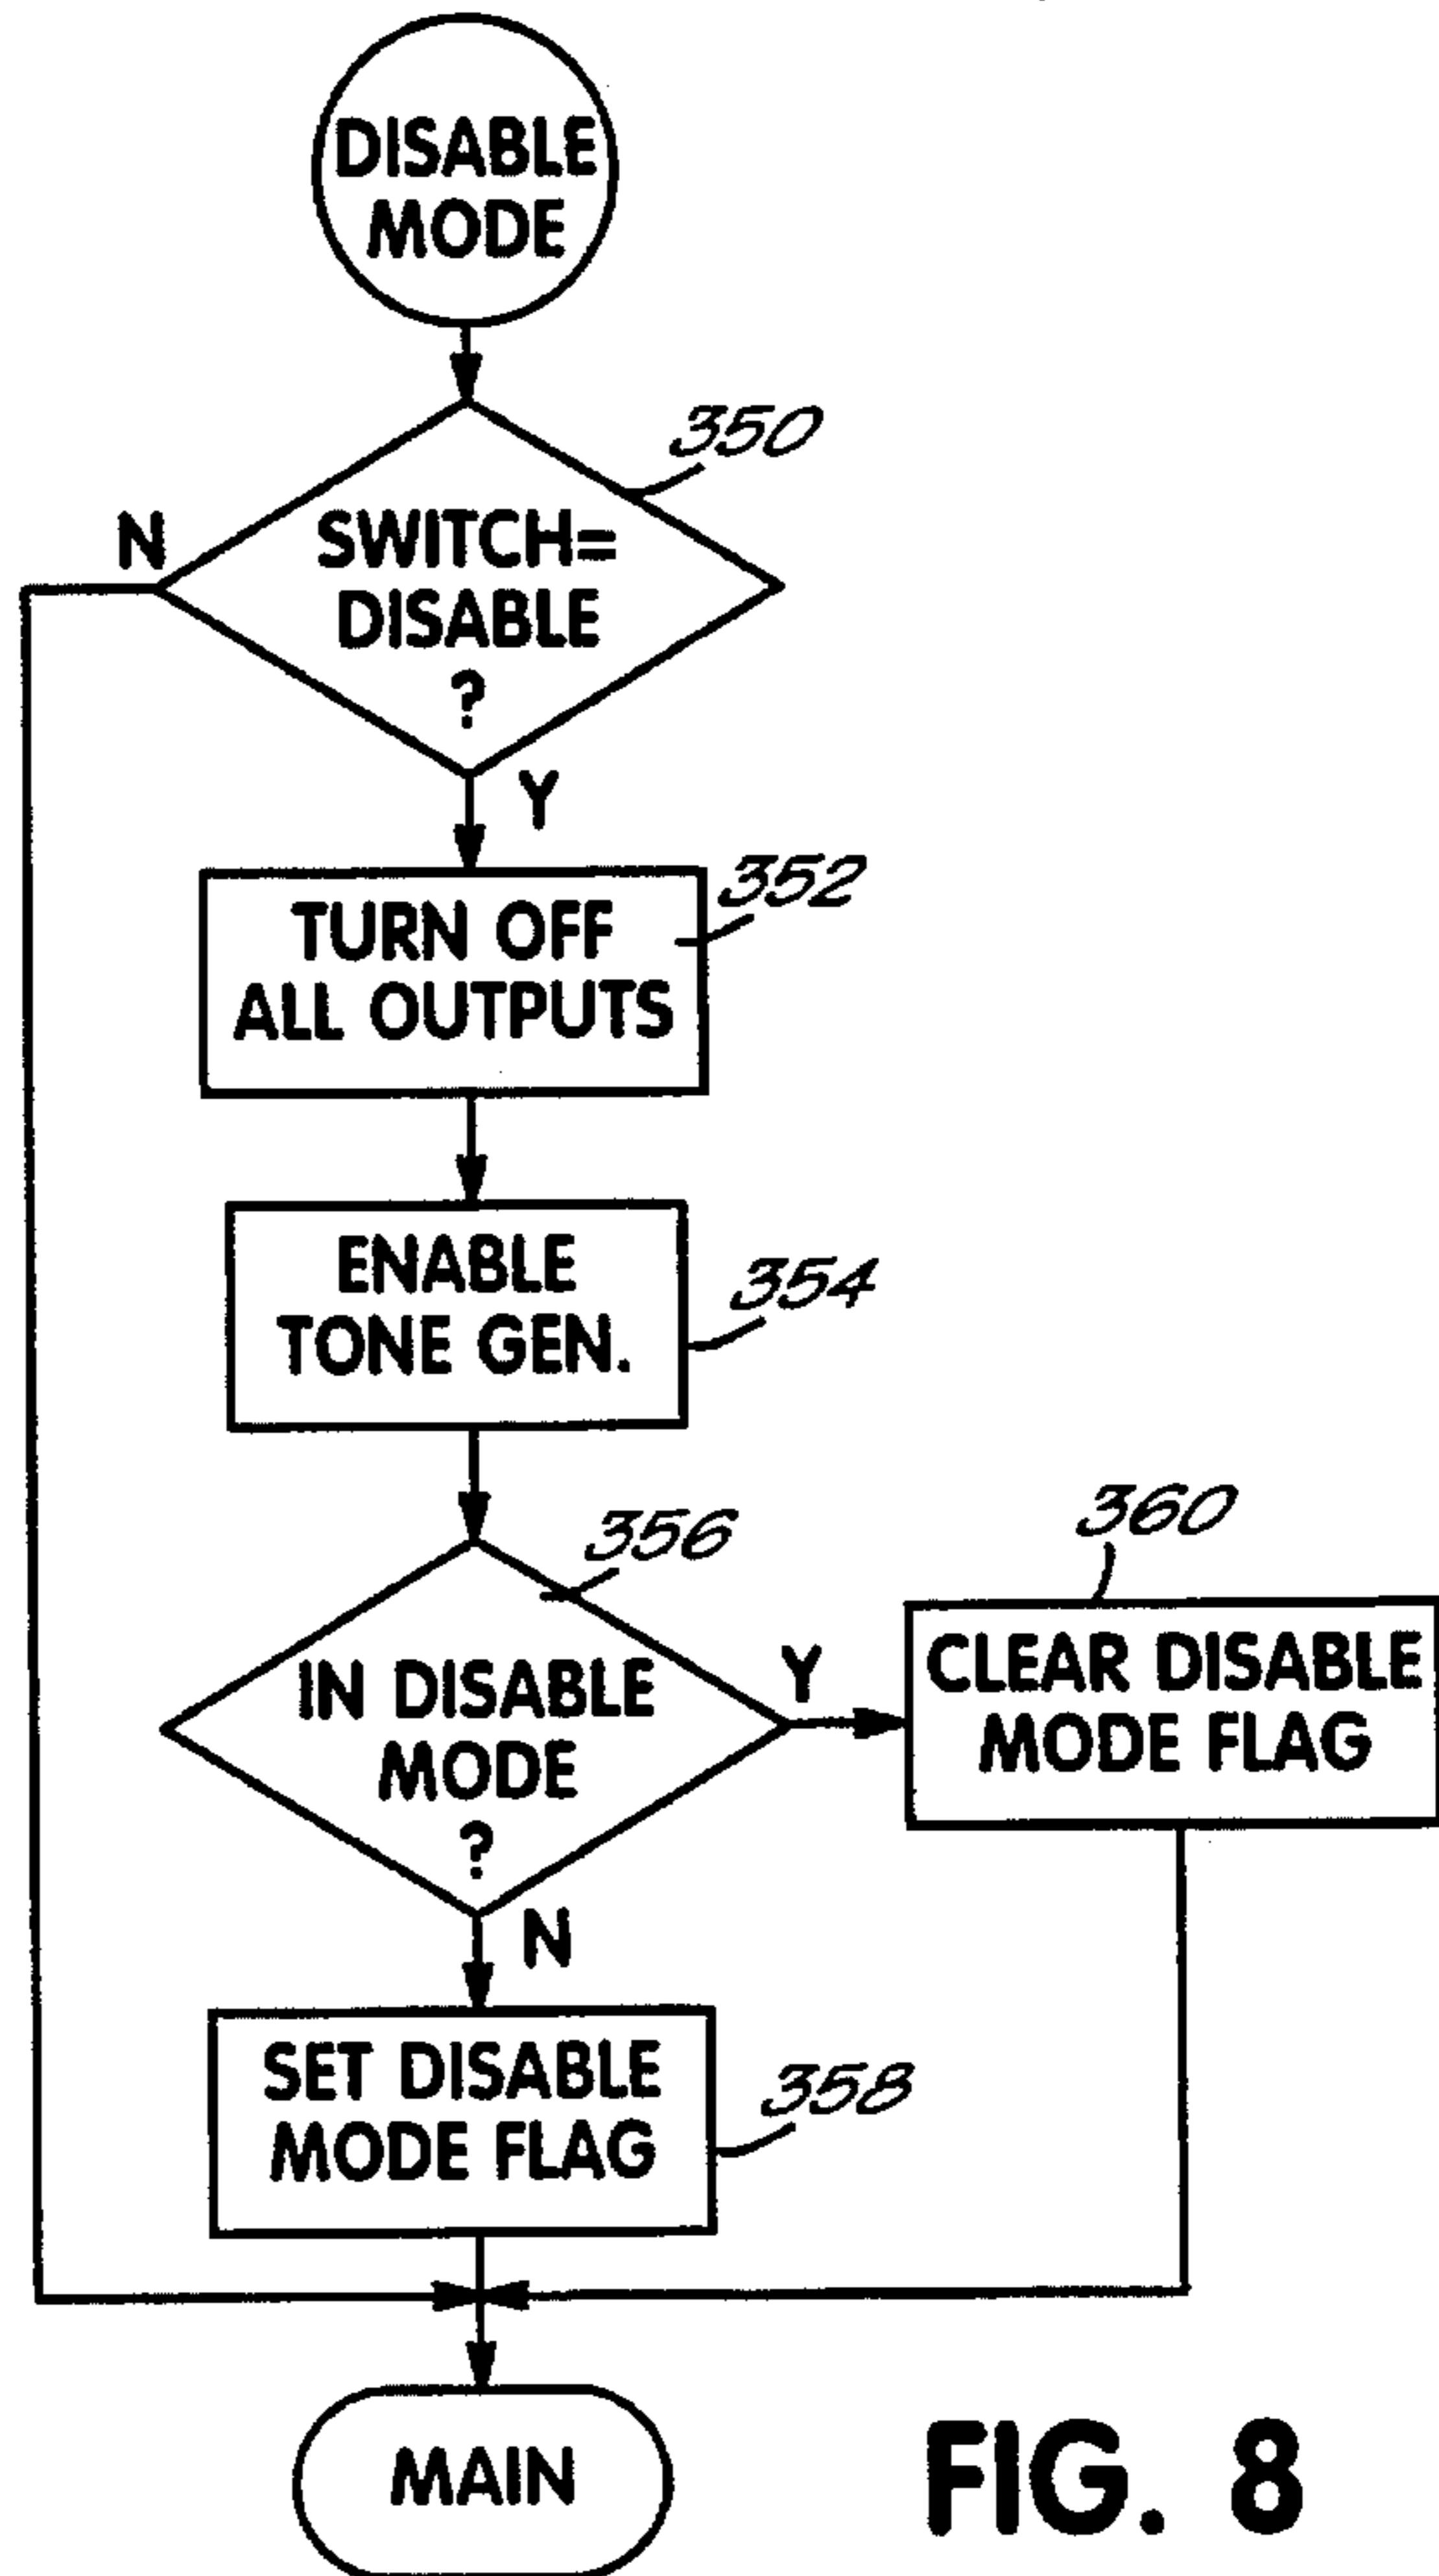 DISABLE
MODE
350
N
SWITCH=
DISABLE
?
Y
352
TURN OFF
ALL OUTPUTS
ENABLE
TONE GEN.
354
356
360
IN DISABLE
MODE
?
Y
CLEAR DISABLE
MODE FLAG
N
SET DISABLE
MODE FLAG
358
MAIN
FIG. 8